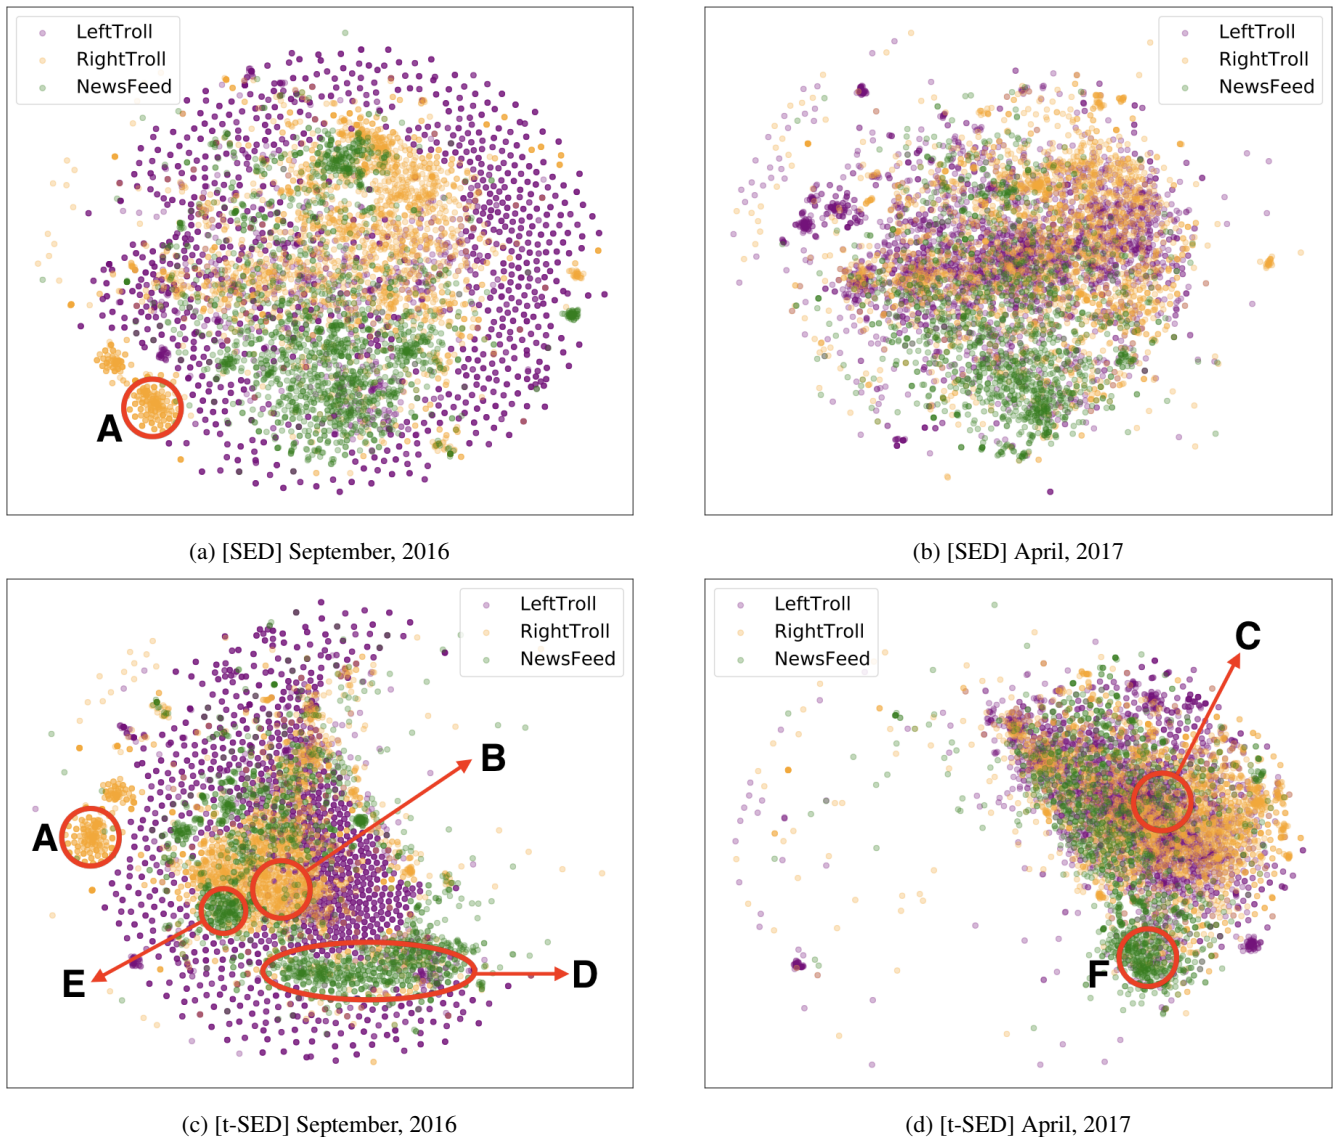 LeftTroll
RightTroll
NewsFeed
A
(a) [SED] September, 2016
LeftTroll
RightTroll
NewsFeed
(b) [SED] April, 2017
LeftTroll
RightTroll
NewsFeed
B
A
E
D
(c) [t-SED] September, 2016
LeftTroll
RightTroll
NewsFeed
C
F
(d) [t-SED] April, 2017